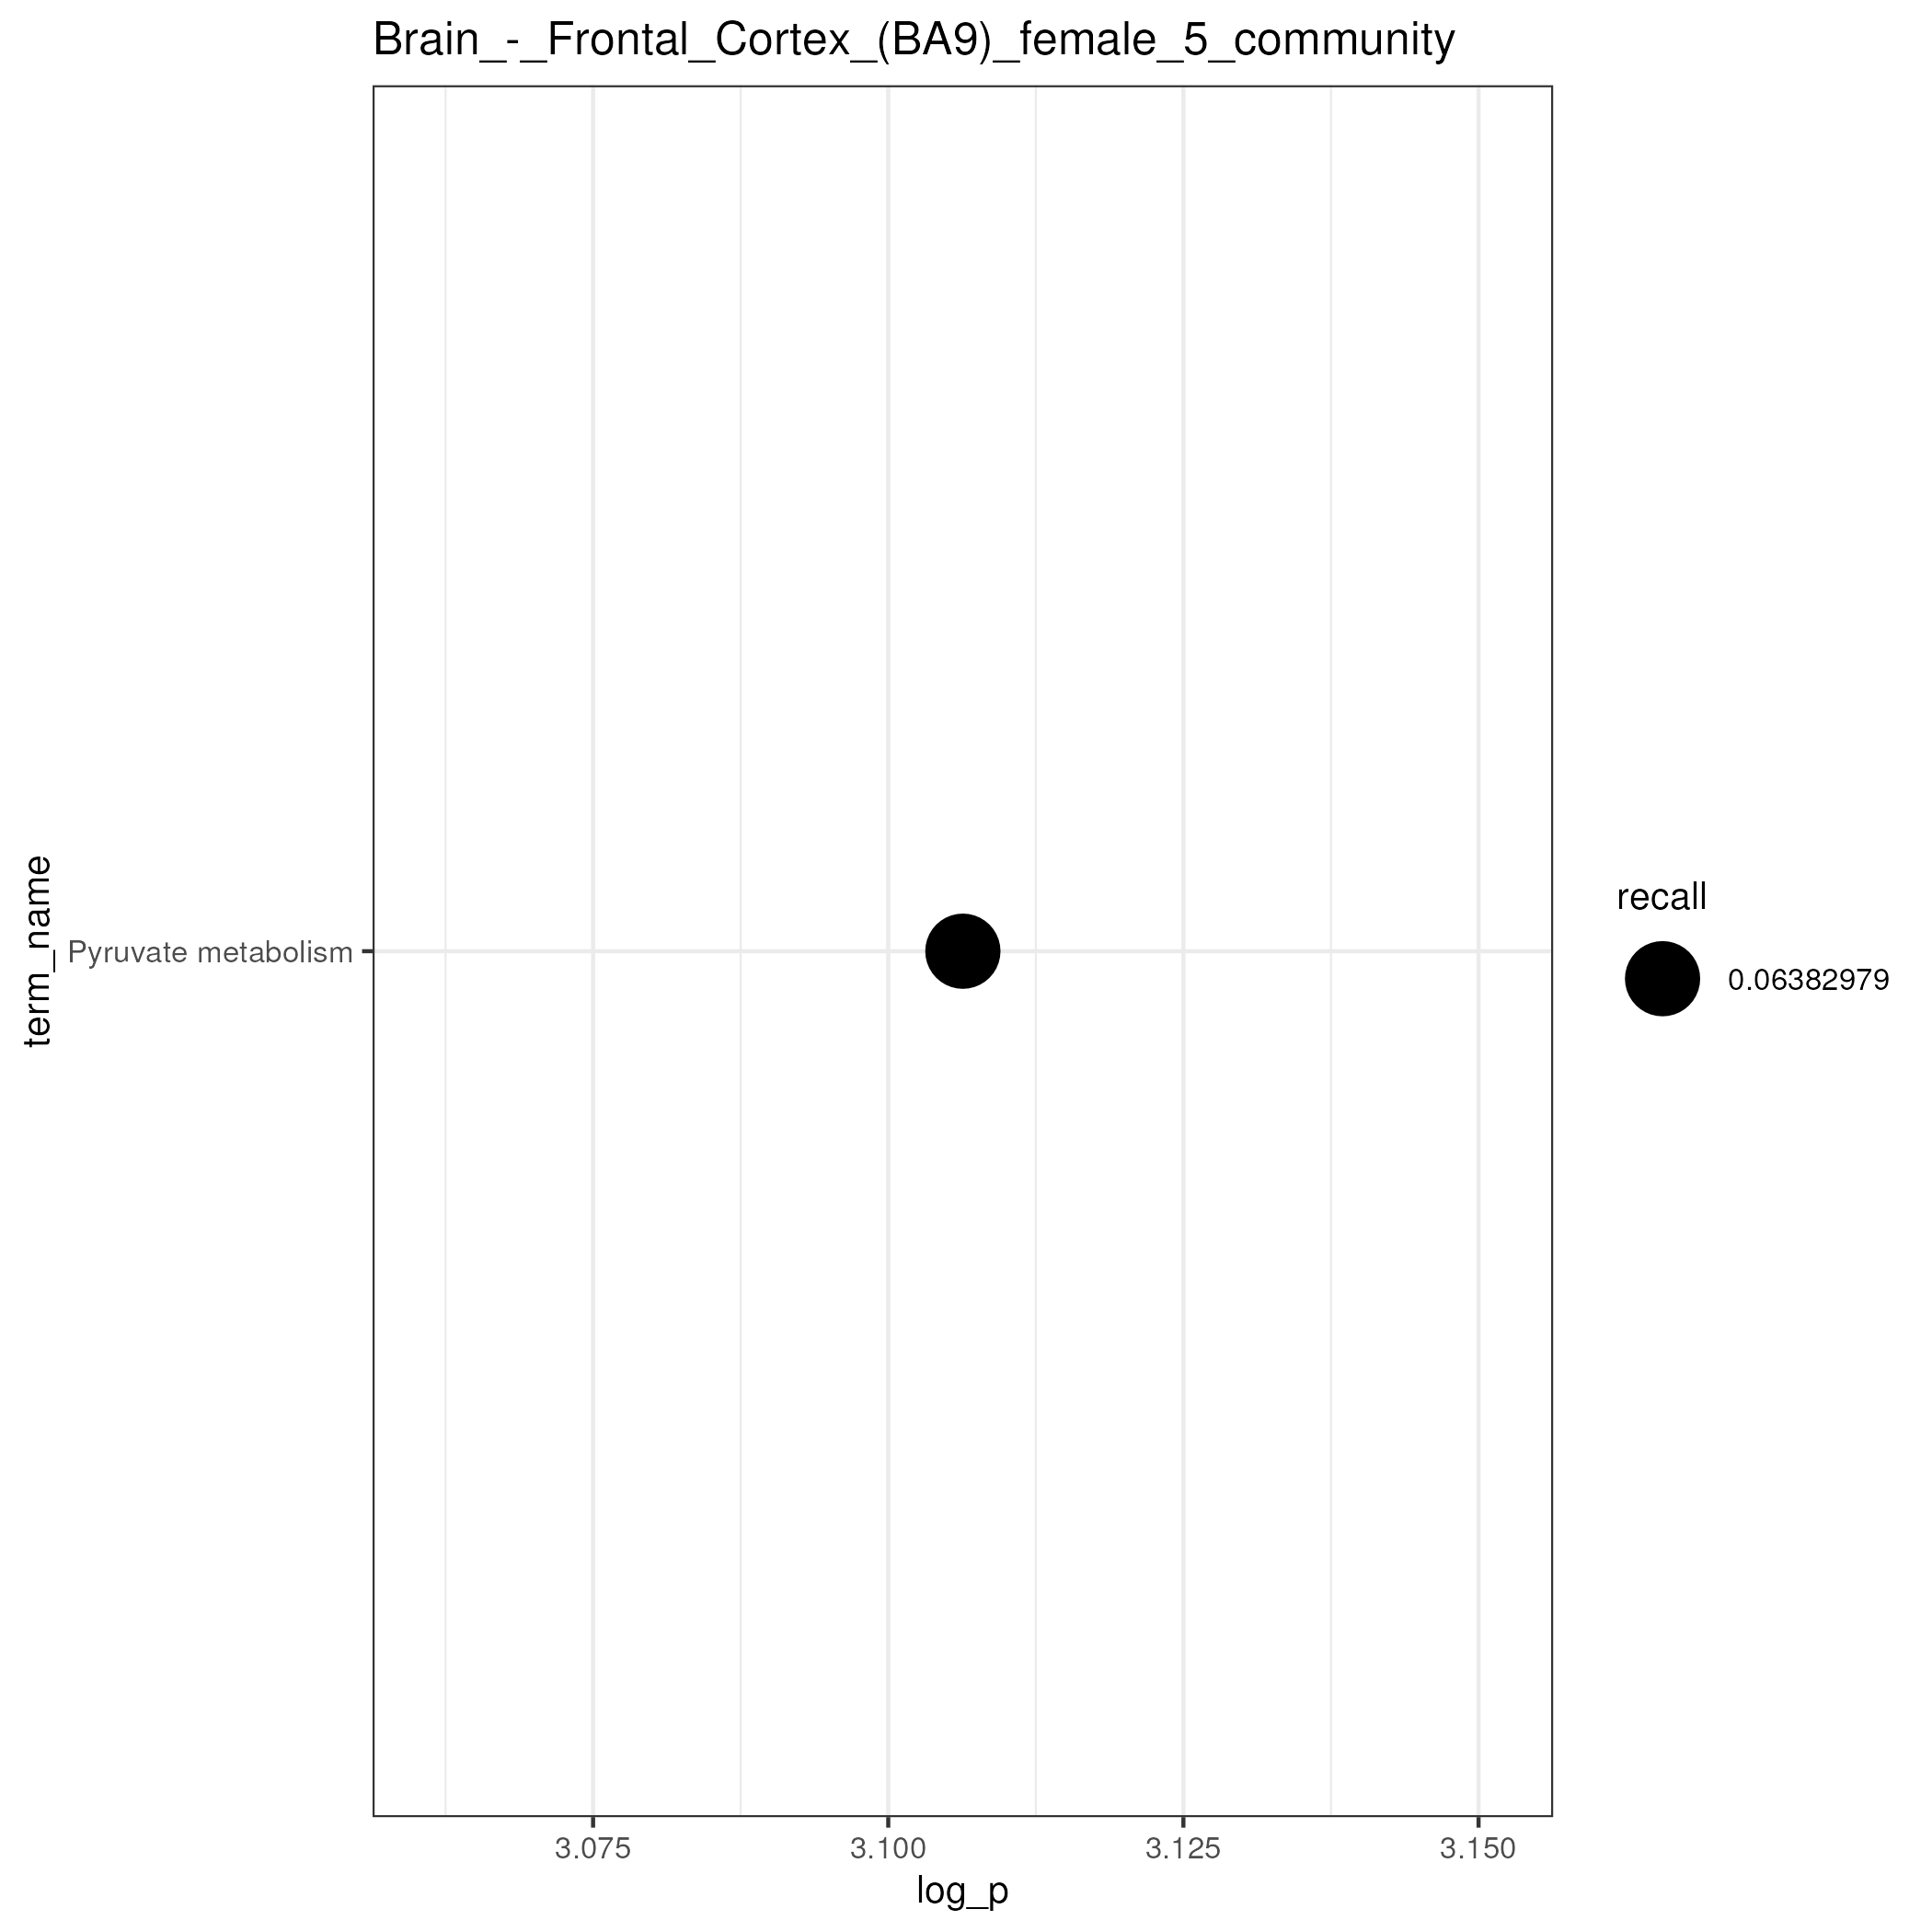 Brain_-_Frontal_Cortex_(BA9)_female_5_community
term_name
Pyruvate metabolism
recall
0.06382979
3.075 3.100 3.125 3.150
log_p